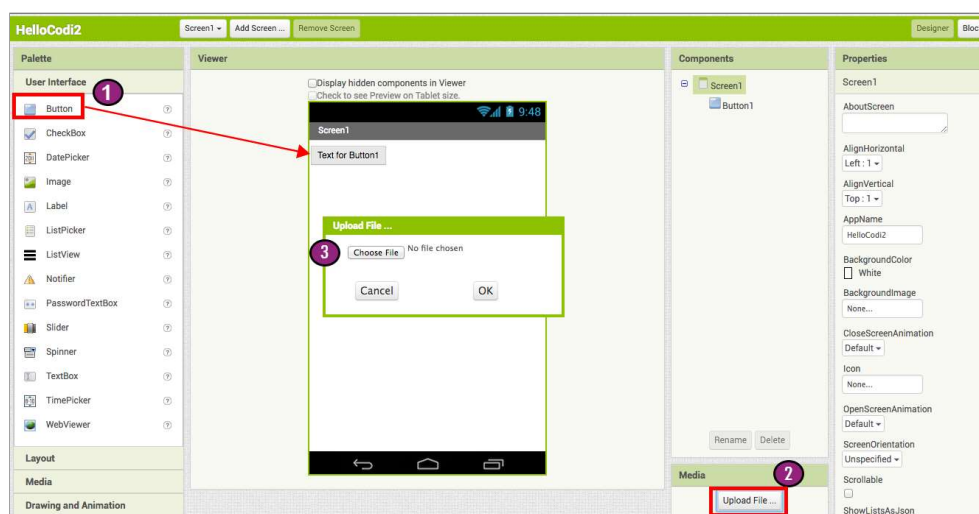 HelloCodi2
Screen1
Add Screen ...
Remove Screen
Designer
Bloc
Palette
User Interface
1
Button
CheckBox
DatePicker
Image
Label
ListPicker
ListView
Notifier
PasswordTextBox
Slider
Spinner
TextBox
TimePicker
WebViewer
Layout
Media
Drawing and Animation
Viewer
Display hidden components in Viewer
Check to see Preview on Tablet size.
9:48
Screen1
Text for Button1
Upload File ...
3
Choose File No file chosen
Cancel
OK
Components
Screen1
Button1
Rename
Delete
Media
2
Upload File ...
Properties
Screen1
AboutScreen
AlignHorizontal
Left : 1
AlignVertical
Top : 1
AppName
HelloCodi2
BackgroundColor
White
BackgroundImage
None...
CloseScreenAnimation
Default
Icon
None...
OpenScreenAnimation
Default
ScreenOrientation
Unspecified
Scrollable
ShowListsAsJson